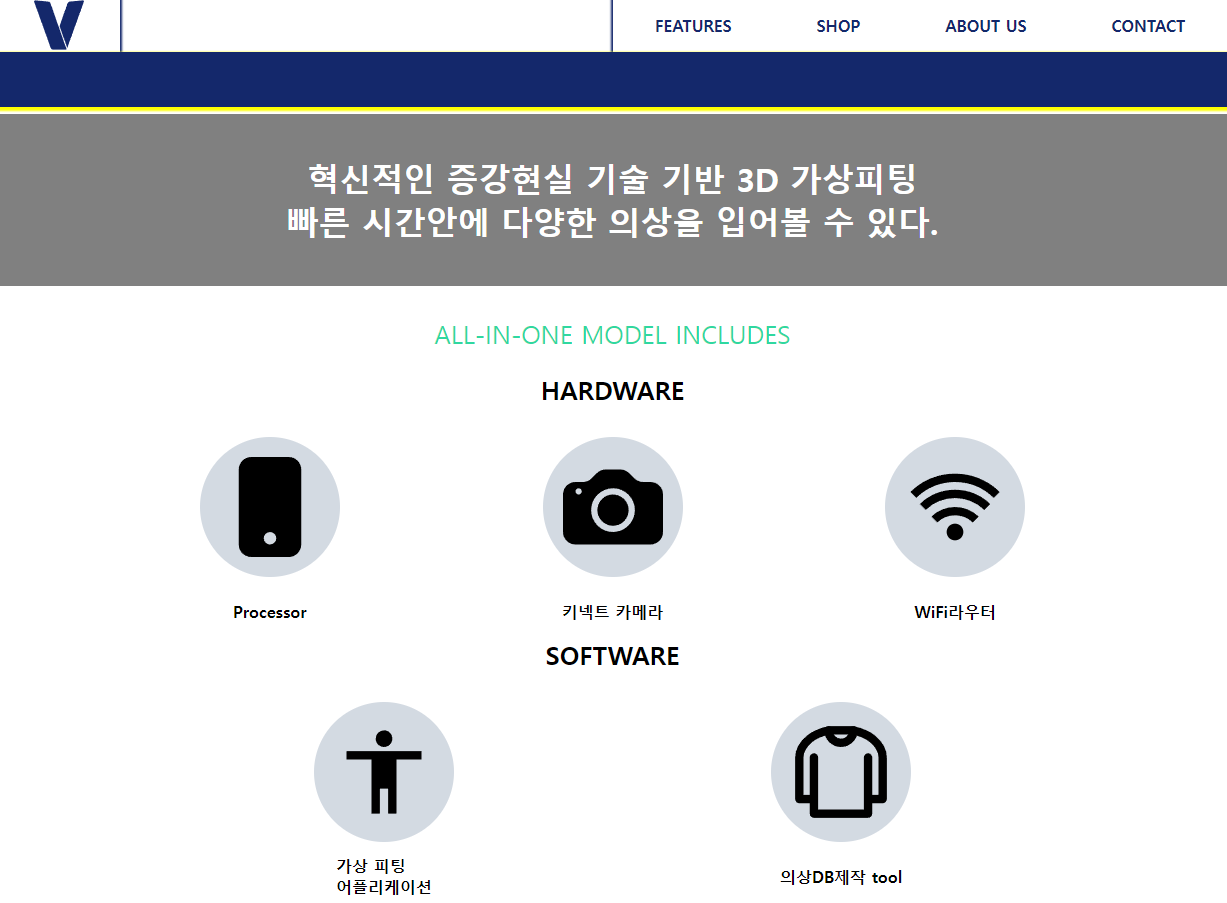 V
FEATURES SHOP ABOUT US CONTACT
혁신적인 증강현실 기술 기반 3D 가상피팅
빠른 시간안에 다양한 의상을 입어볼 수 있다.
ALL-IN-ONE MODEL INCLUDES
HARDWARE
Processor 키넥트 카메라 WiFi라우터
SOFTWARE
가상 피팅
어플리케이션
의상DB제작 tool